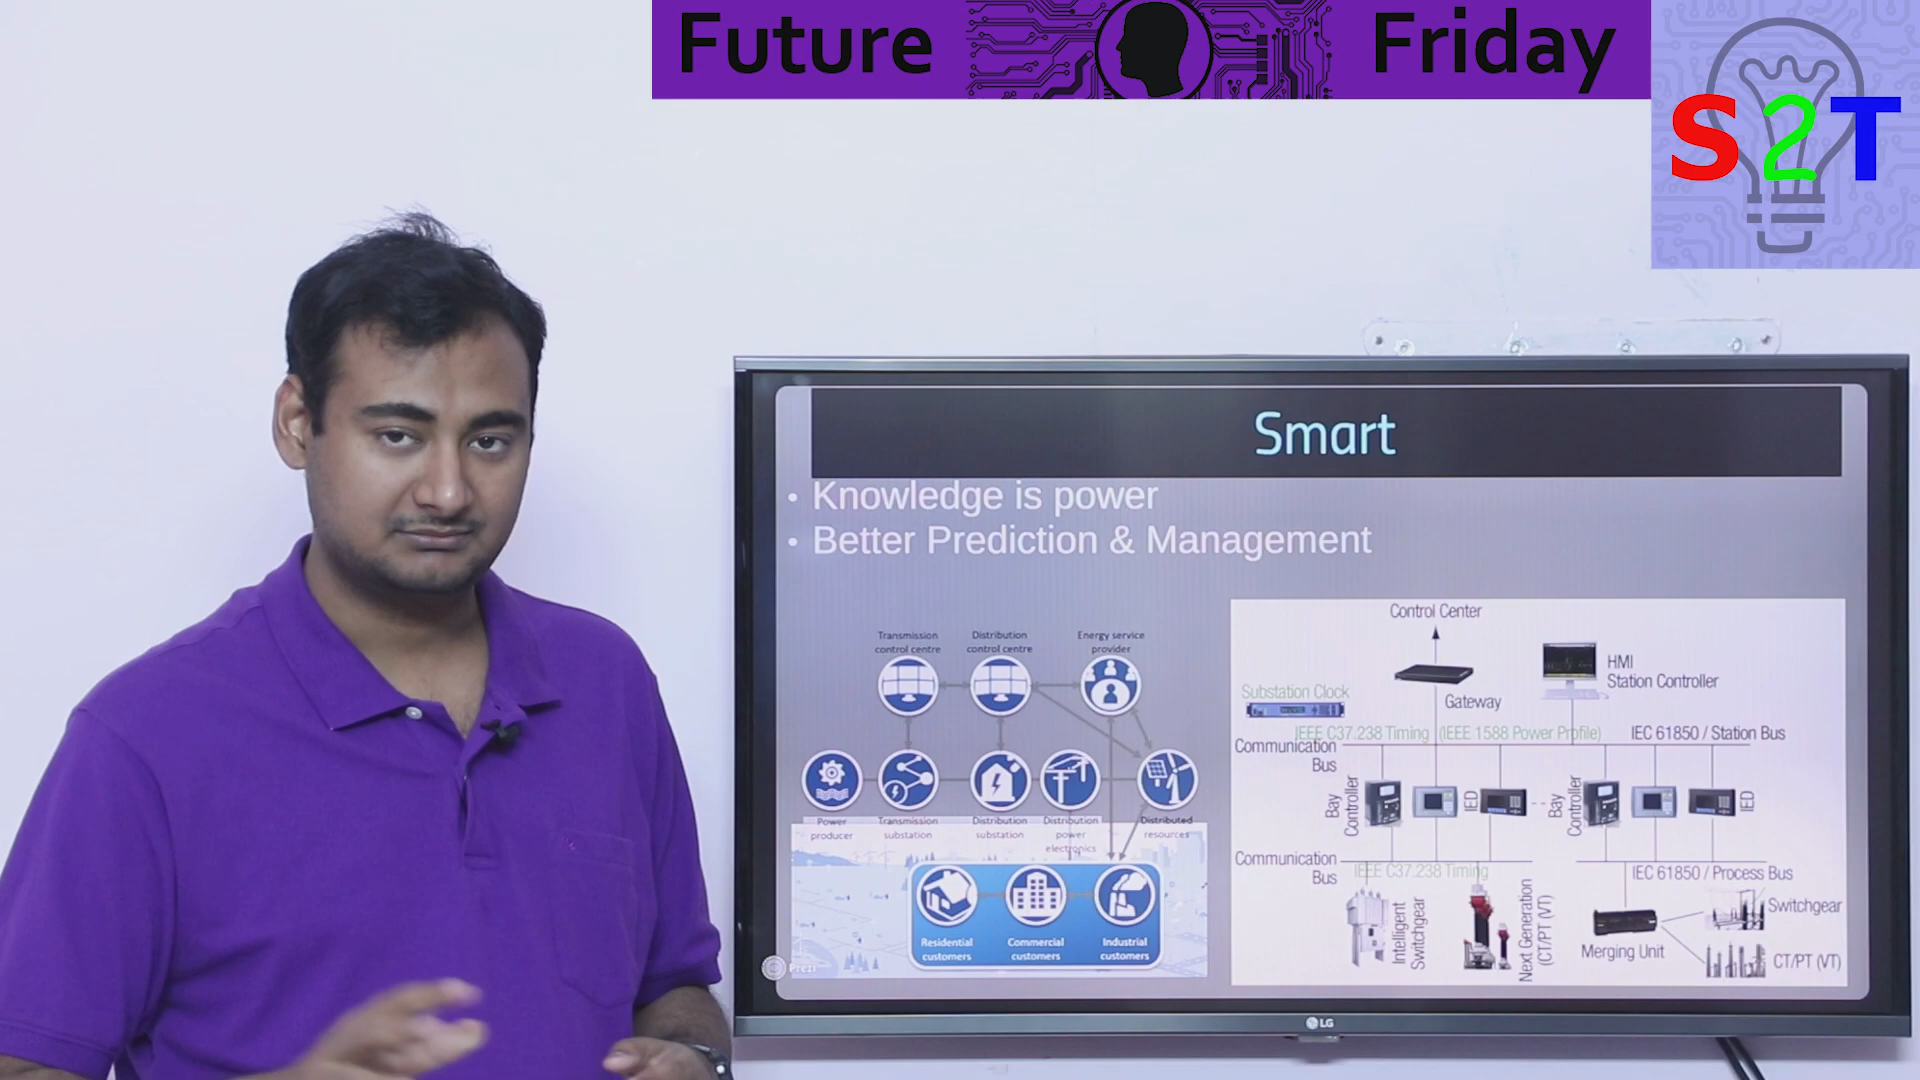 Future
Friday
S2T
Smart
• Knowledge is power
• Better Prediction & Management
Transmission
control centre
Distribution
control centre
Energy service
provider
Power
producer
Transmission
substation
Distribution
substation
Distribution
power
electronics
Distributed
resources
Residential
customers
Commercial
customers
Industrial
customers
Prezi
Control Center
Gateway
HMI
Station Controller
Substation Clock
IEEE C37.238 Timing (IEEE 1588 Power Profile)
IEC 61850 / Station Bus
Communication
Bus
Bay
Controller
IED
Bay
Controller
IED
Communication
Bus
IEEE C37.238 Timing
IEC 61850 / Process Bus
Intelligent
Switchgear
Next Generation
(CT/PT (VT)
Merging Unit
Switchgear
CT/PT (VT)
LG